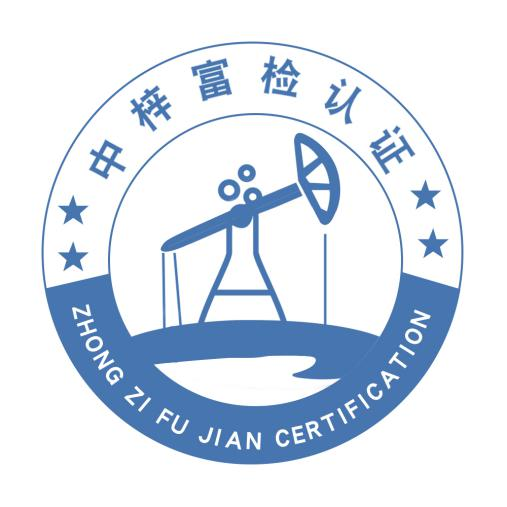 中梓富检认证
ZHONG ZI FU JIAN CERTIFICATION